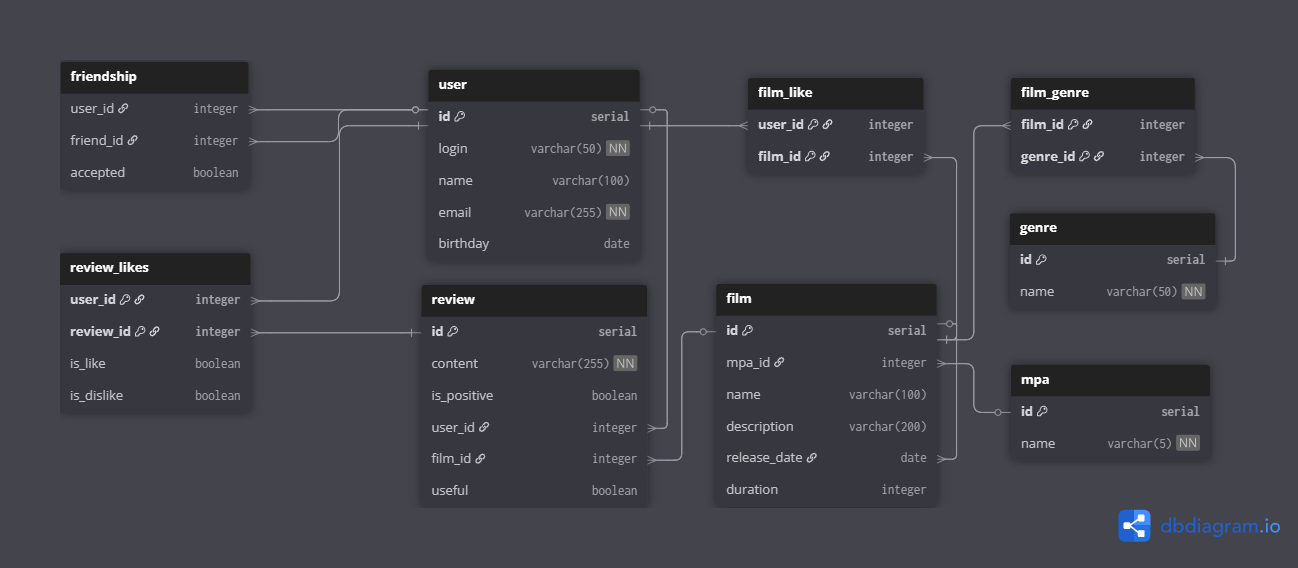 friendship
user_id integer
friend_id integer
accepted boolean
user
id serial
login varchar(50) NN
name varchar(100)
email varchar(255) NN
birthday date
film_like
user_id integer
film_id integer
film_genre
film_id integer
genre_id integer
genre
id serial
name varchar(50) NN
review_likes
user_id integer
review_id integer
is_like boolean
is_dislike boolean
review
id serial
content varchar(255) NN
is_positive boolean
user_id integer
film_id integer
useful boolean
film
id serial
mpa_id integer
name varchar(100)
description varchar(200)
release_date date
duration integer
mpa
id serial
name varchar(5) NN
dbdiagram.io